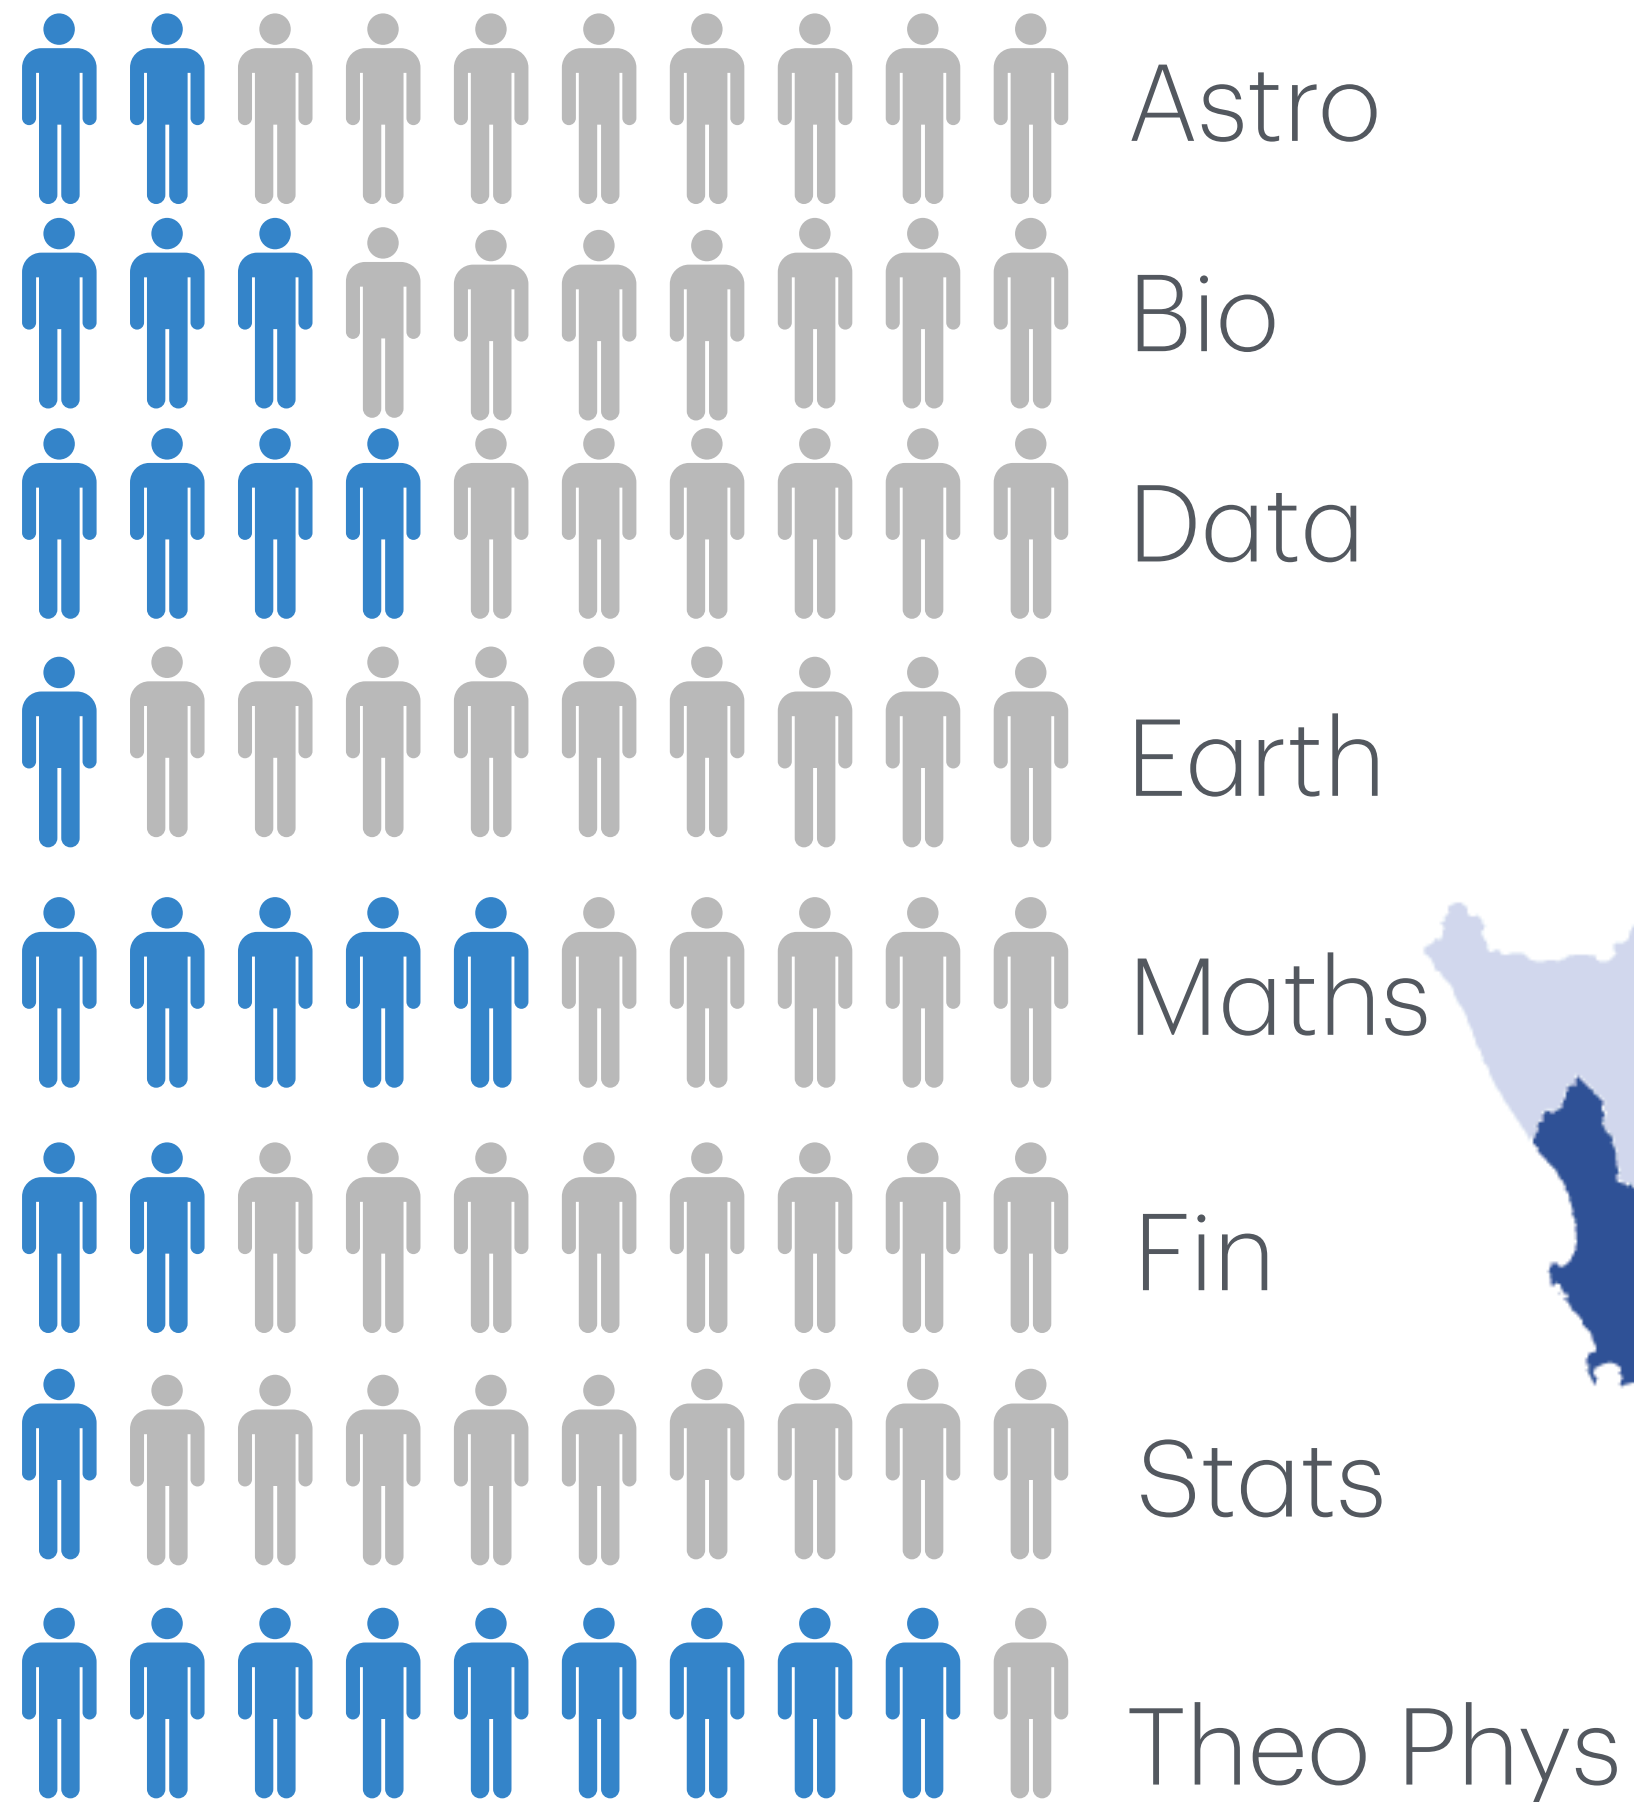 Astro
Bio
Data
Earth
Maths
Fin
Stats
Theo Phys